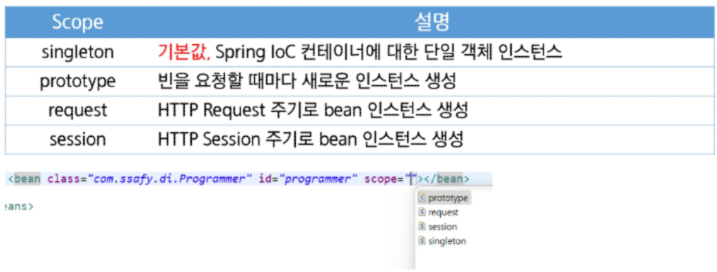 Scope 설명
singleton 기본값, Spring IoC 컨테이너에 대한 단일 객체 인스턴스
prototype 빈을 요청할 때마다 새로운 인스턴스 생성
request HTTP Request 주기로 bean 인스턴스 생성
session HTTP Session 주기로 bean 인스턴스 생성
<bean class="com.ssafy.di.Programmer" id="programmer" scope=""></bean>
prototype
eans>
request
session
singleton